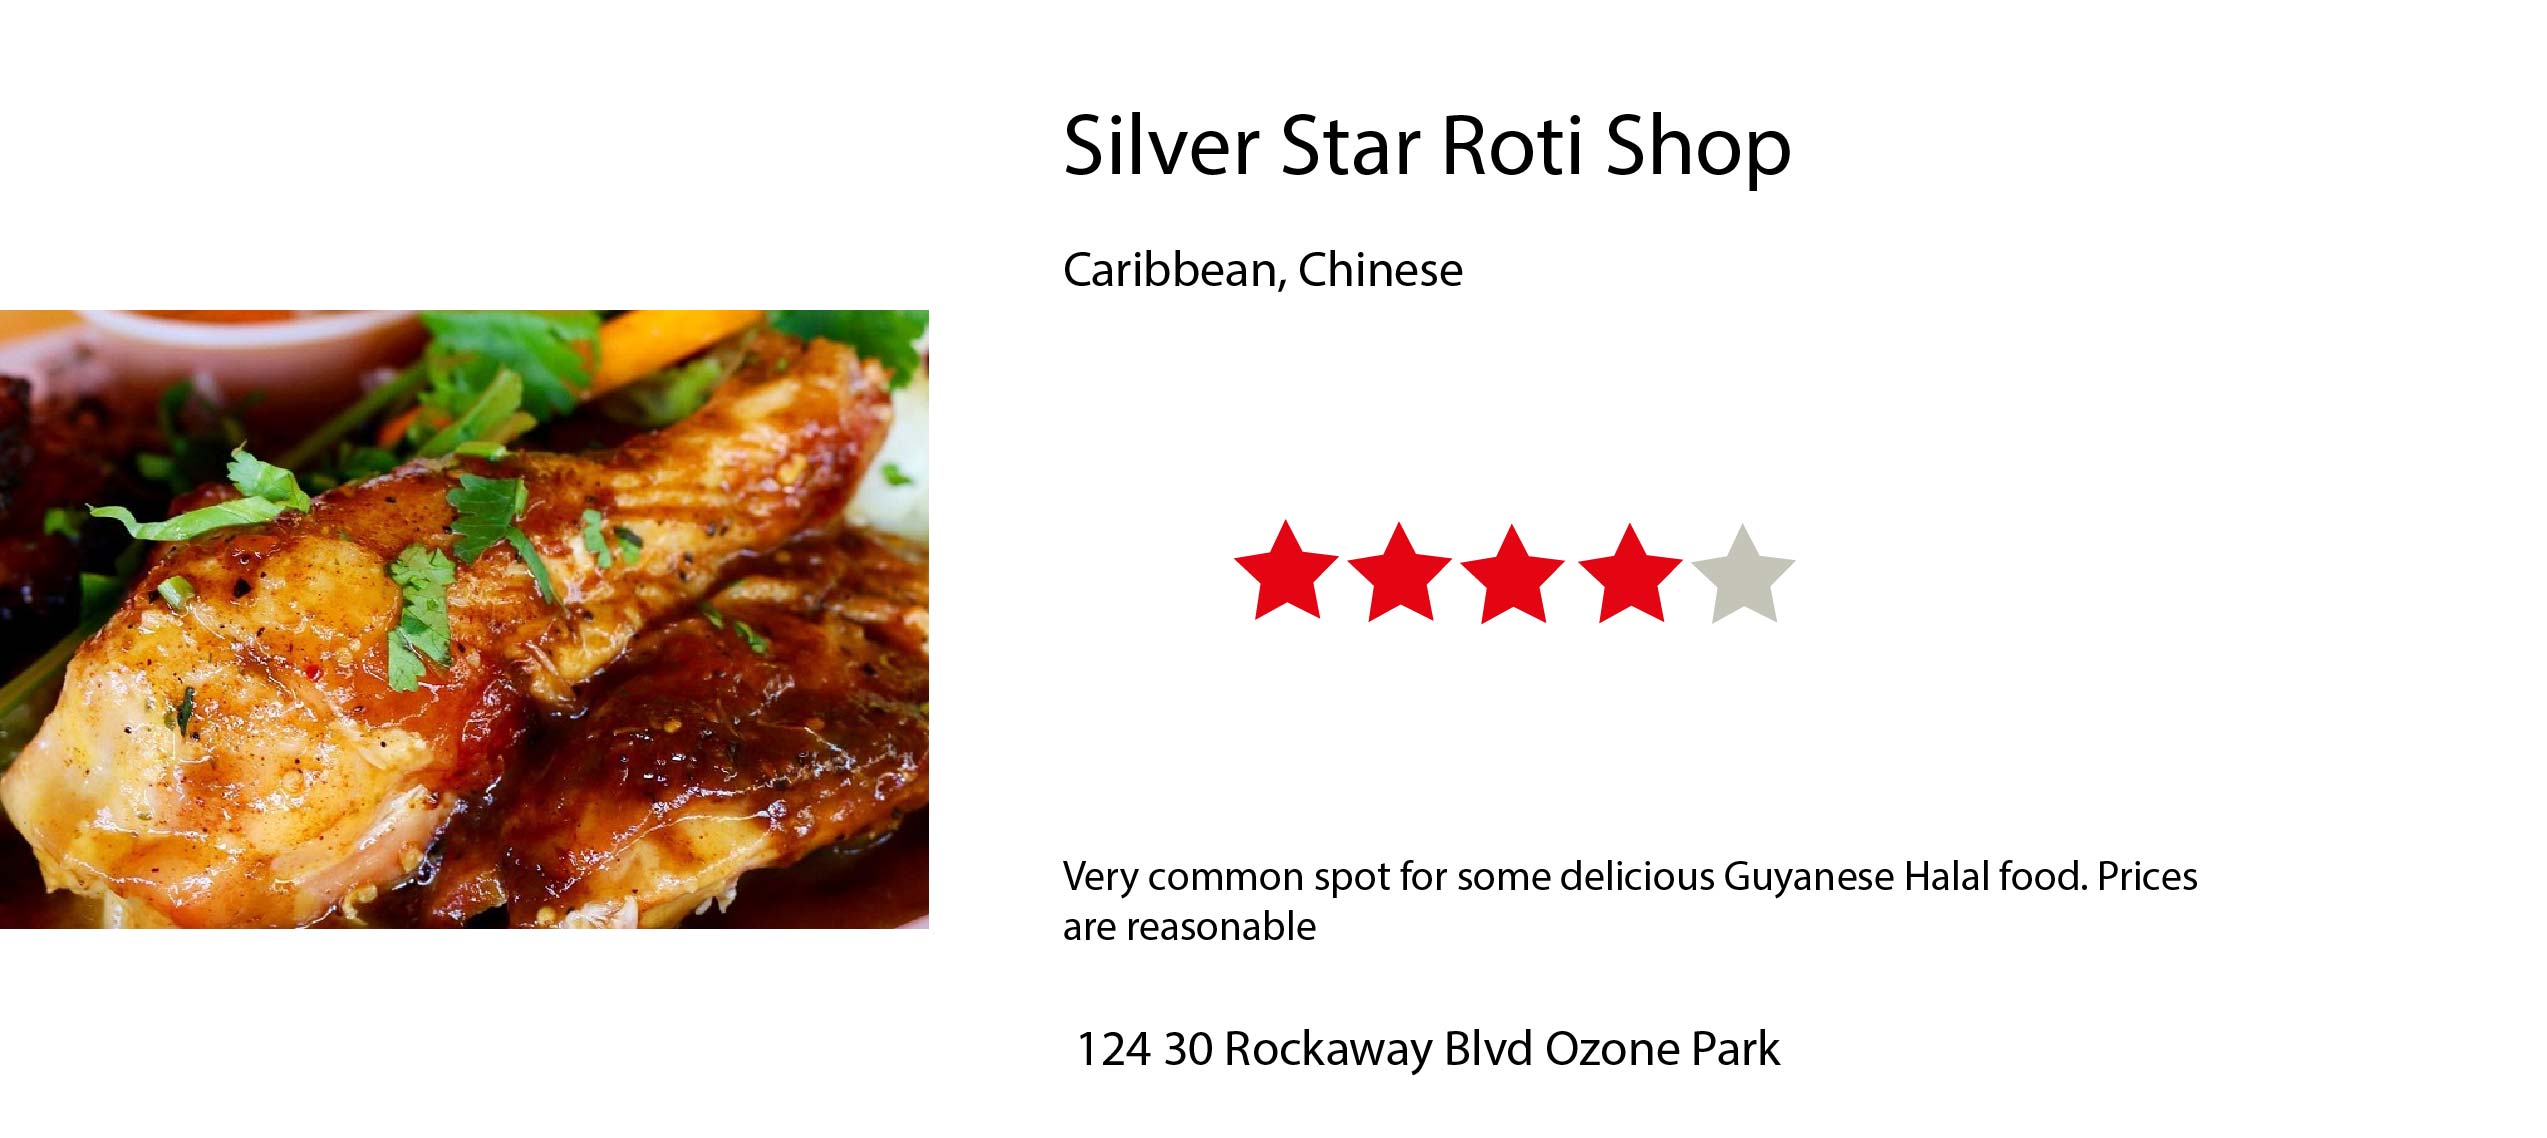 Silver Star Roti Shop
Caribbean, Chinese
Very common spot for some delicious Guyanese Halal food. Prices
are reasonable
124 30 Rockaway Blvd Ozone Park